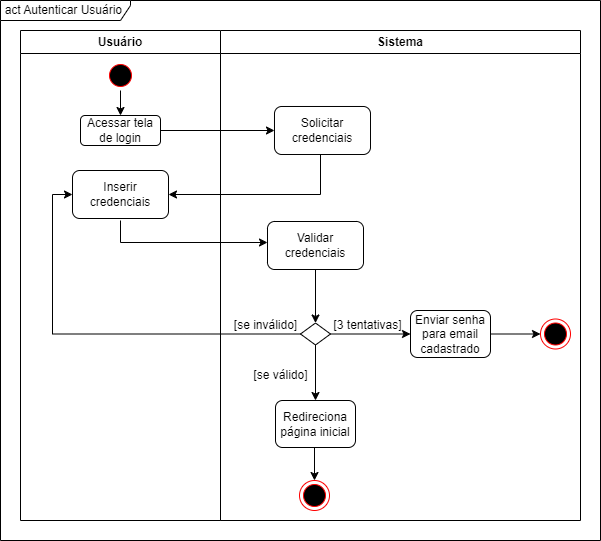 act Autenticar Usuário
Usuário
Sistema
Acessar tela
de login
Solicitar
credenciais
Inserir
credenciais
Validar
credenciais
[se inválido]
[3 tentativas]
Enviar senha
para email
cadastrado
[se válido]
Redireciona
página inicial